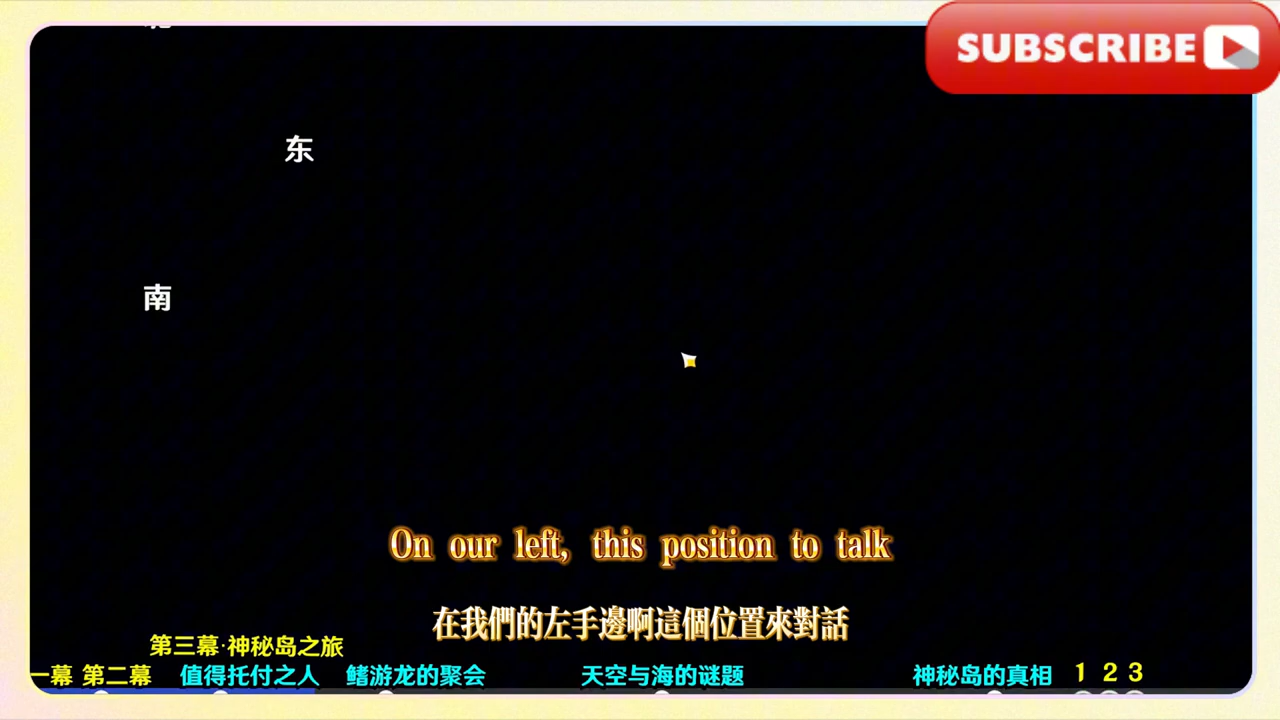 SUBSCRIBE
东
南
On our left, this position to talk
在我們的左手邊啊這個位置來對話
第三幕·神秘岛之旅
一幕 第二幕 值得托付之人 鳍游龙的聚会 天空与海的谜题 神秘岛的真相 1 2 3